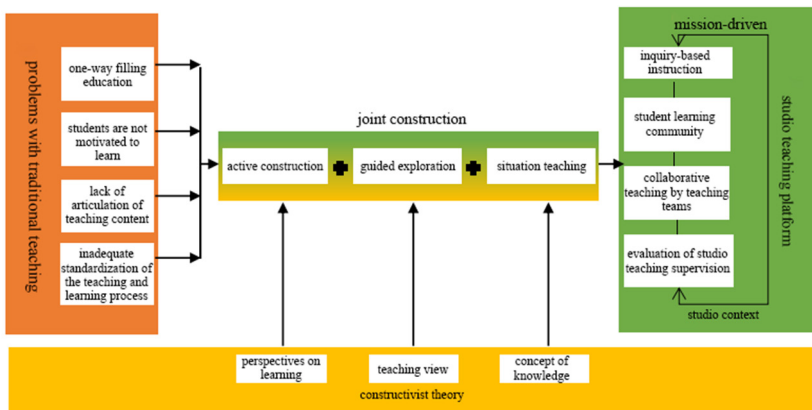 problems with traditional teaching
one-way filling
education
students are not
motivated to
learn
lack of
articulation of
teaching content
inadequate
standardization of
the teaching and
learning process
joint construction
active construction
guided exploration
situation teaching
mission-driven
inquiry-based
instruction
student learning
community
collaborative
teaching by teaching
teams
evaluation of studio
teaching supervision
studio context
studio teaching platform
perspectives on
learning
teaching view
concept of
knowledge
constructivist theory